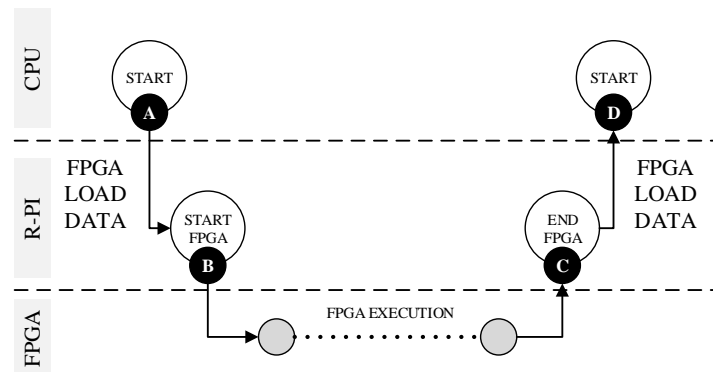 CPU
START
A
START
D
R-PI
FPGA
LOAD
DATA
START
FPGA
B
END
FPGA
C
FPGA
LOAD
DATA
FPGA
FPGA EXECUTION